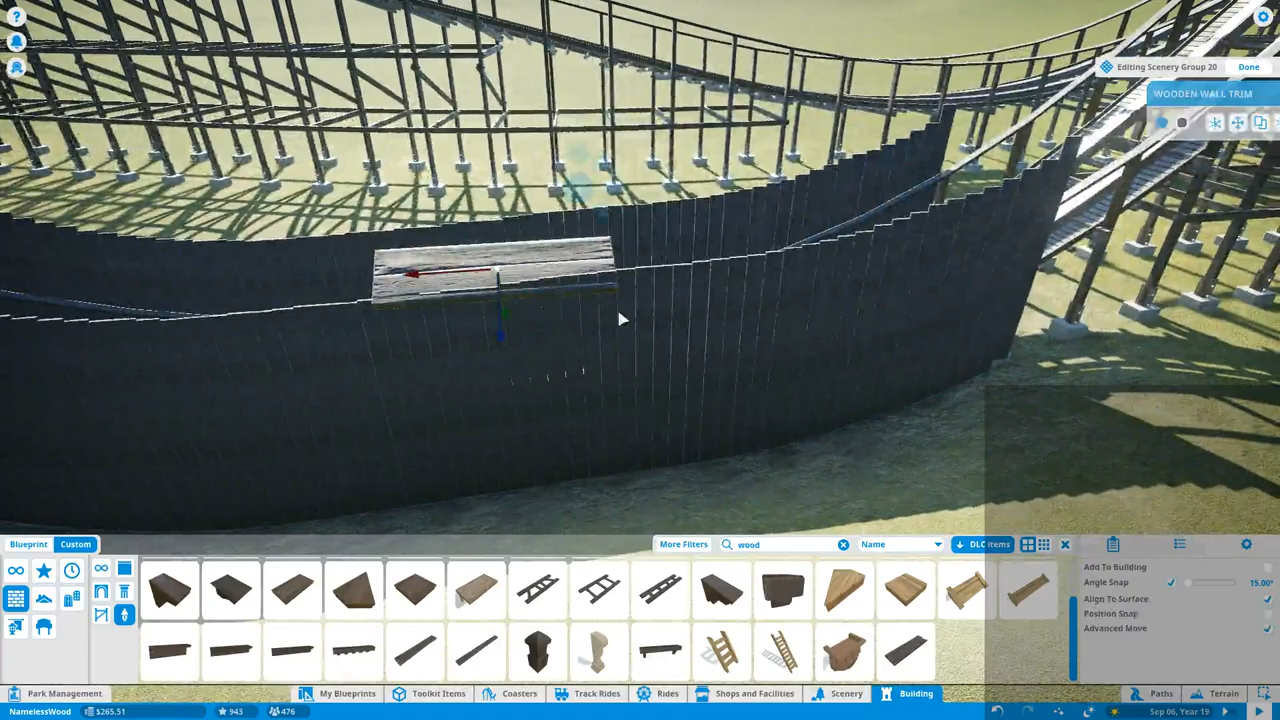 ?
Editing Scenery Group 20
Done
WOODEN WALL TRIM
Blueprint
Custom
More Filters
wood
Name
DLC Items
Add To Building
Angle Snap
15.00°
Align To Surface
Position Snap
Advanced Move
Park Management
My Blueprints
Toolkit Items
Coasters
Track Rides
Rides
Shops and Facilities
Scenery
Building
Paths
Terrain
NamelessWood
$265.51
943
476
Sep 06, Year 19